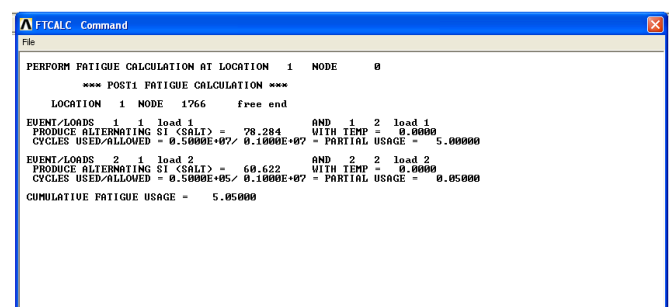 FTCALC Command
File
PERFORM FATIGUE CALCULATION AT LOCATION 1 NODE 0
*** POST1 FATIGUE CALCULATION ***
LOCATION 1 NODE 1766 free end
EVENT/LOADS 1 1 load 1 AND 1 2 load 1
PRODUCE ALTERNATING SI (SALT) = 78.284 WITH TEMP = 0.0000
CYCLES USED/ALLOWED = 0.5000E+07/ 0.1000E+07 = PARTIAL USAGE = 5.00000
EVENT/LOADS 2 1 load 2 AND 2 2 load 2
PRODUCE ALTERNATING SI (SALT) = 60.622 WITH TEMP = 0.0000
CYCLES USED/ALLOWED = 0.5000E+05/ 0.1000E+07 = PARTIAL USAGE = 0.05000
CUMULATIVE FATIGUE USAGE = 5.05000